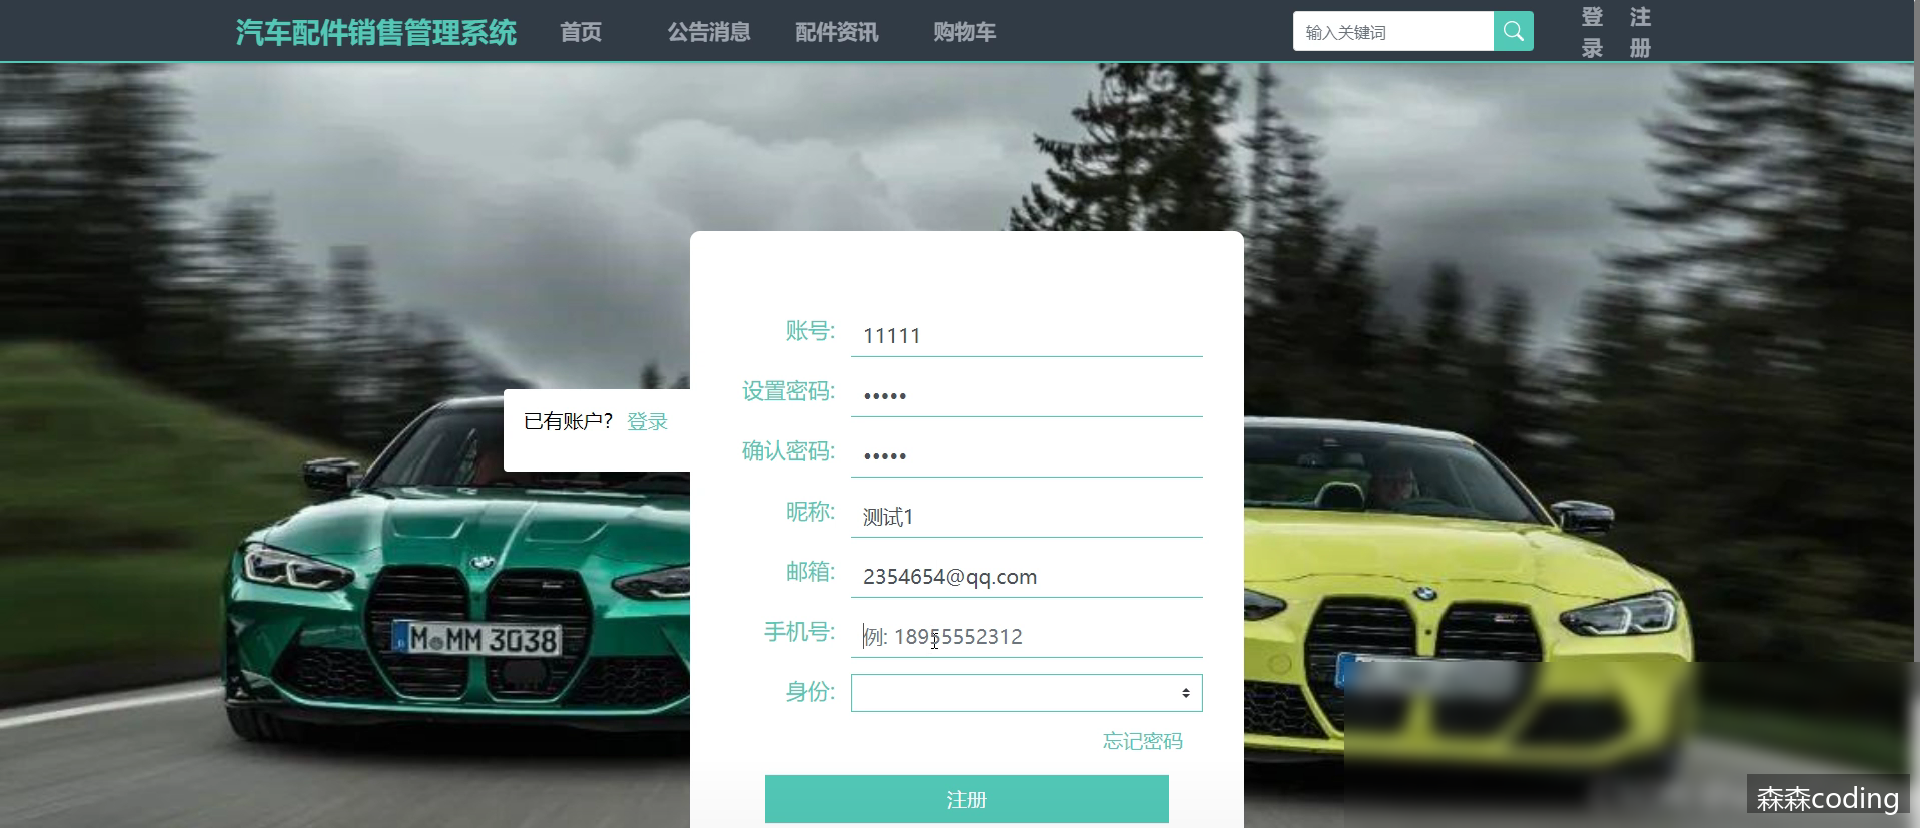 汽车配件销售管理系统 首页 公告消息 配件资讯 购物车 输入关键词 登录 注册
账号: 11111
设置密码: •••••
已有账户? 登录
确认密码: •••••
昵称: 测试1
邮箱: 2354654@qq.com
手机号: 例: 18955552312
M MM 3038
身份:
忘记密码
注册
森森coding